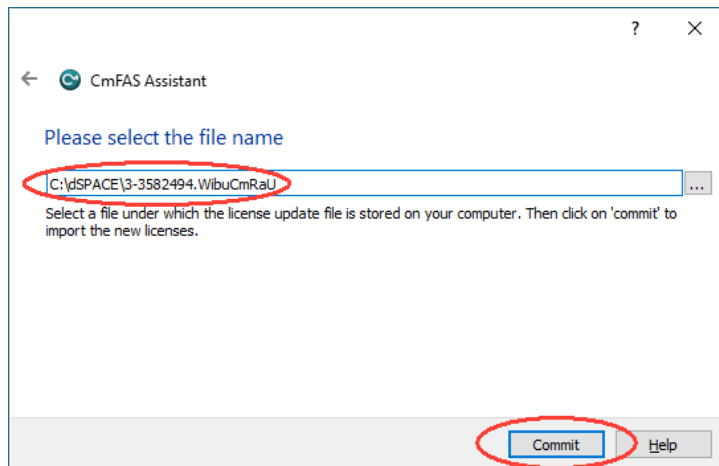 ?
CmFAS Assistant
Please select the file name
C:\dSPACE\3-3582494.WibuCmRaU
...
Select a file under which the license update file is stored on your computer. Then click on 'commit' to
import the new licenses.
Commit
Help